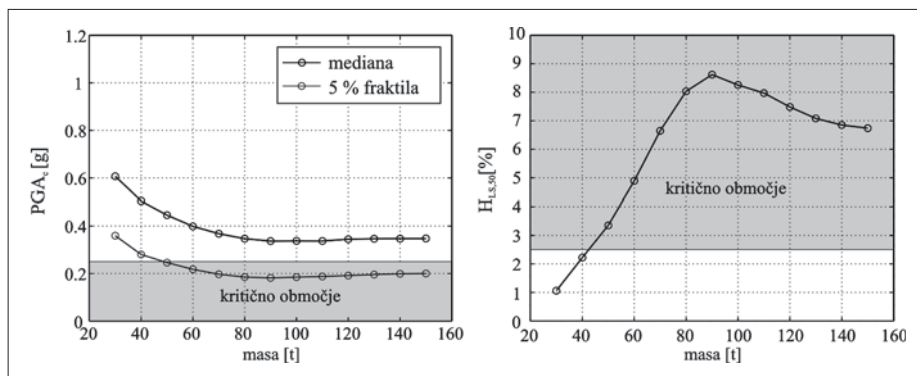 PGAc [g]
1.2
1
0.8
0.6
0.4
0.2
0
mediana
5 % fraktila
kritično območje
20 40 60 80 100 120 140 160
masa [t]
H_LS,50[%]
10
9
8
7
6
5
4
3
2
1
0
kritično območje
20 40 60 80 100 120 140 160
masa [t]